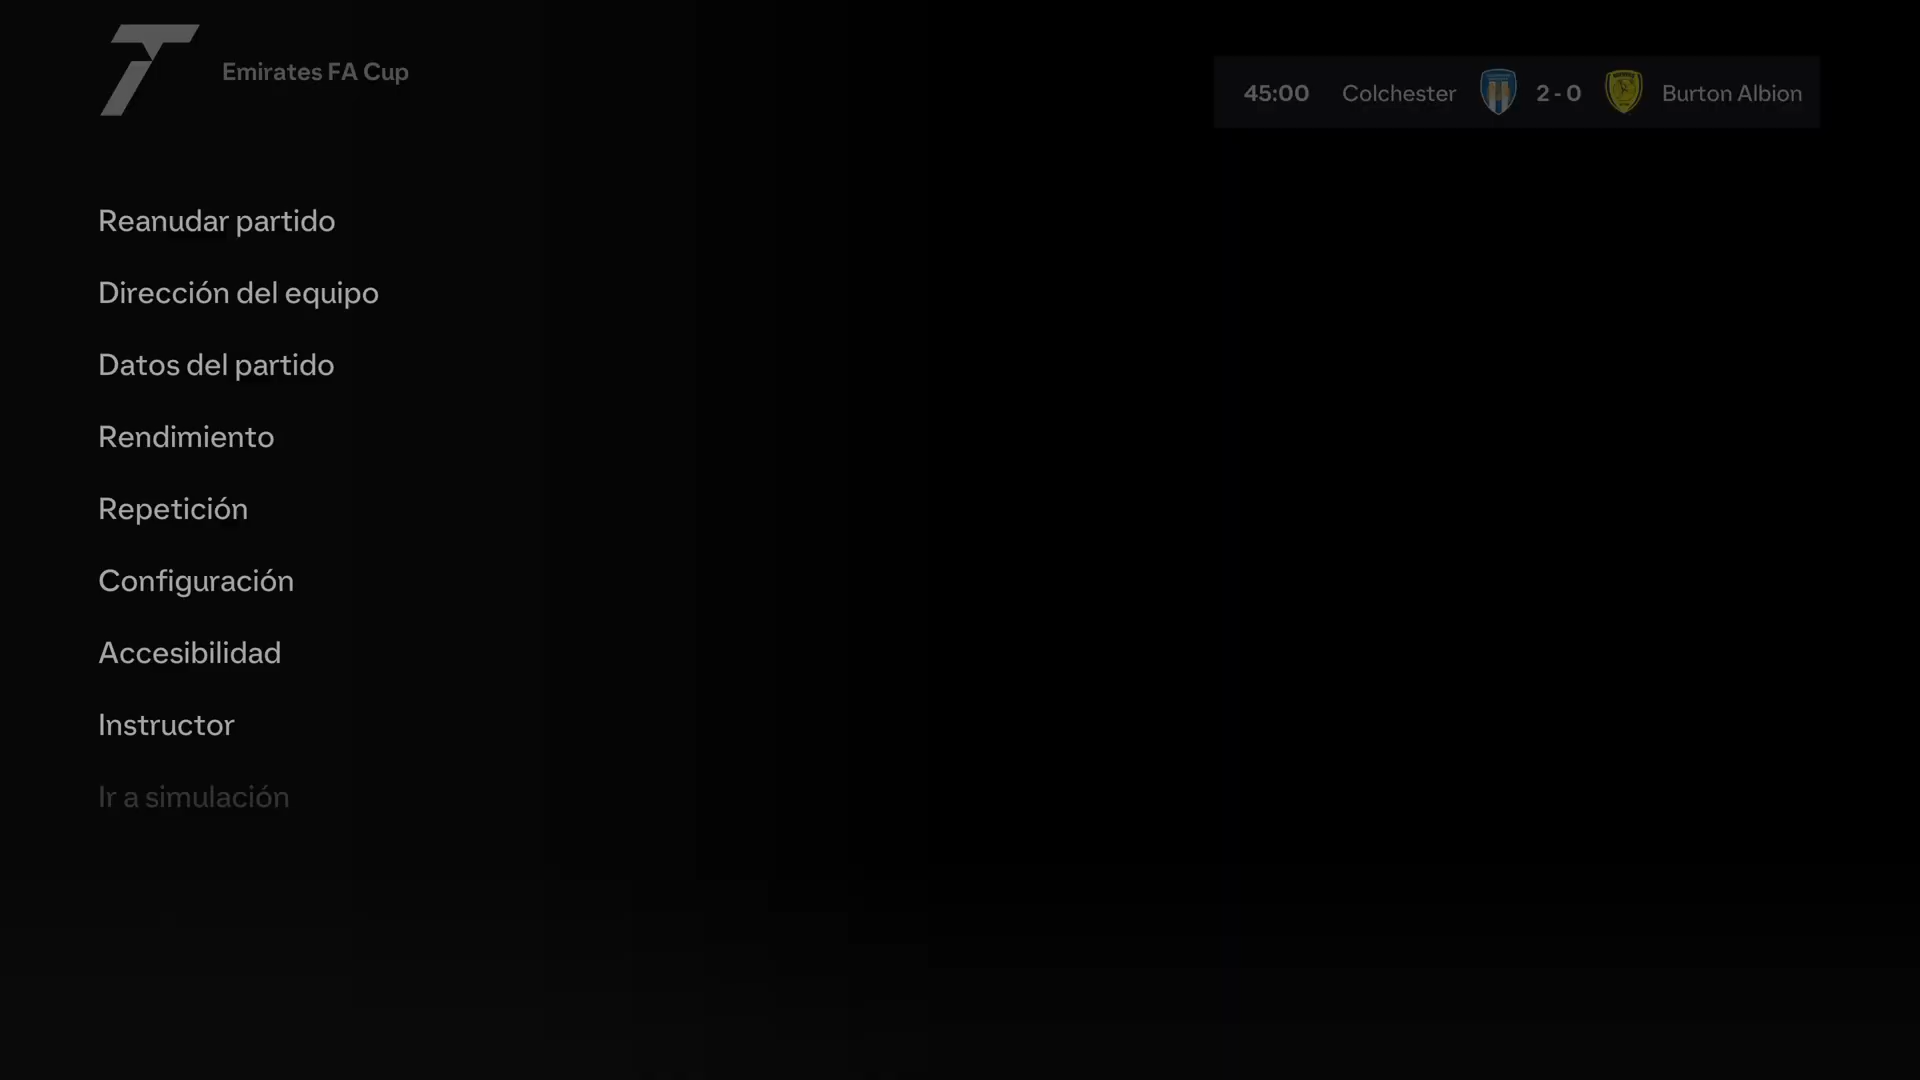 Emirates FA Cup
45:00 Colchester 2 - 0 Burton Albion
Reanudar partido
Dirección del equipo
Datos del partido
Rendimiento
Repetición
Configuración
Accesibilidad
Instructor
Ir a simulación